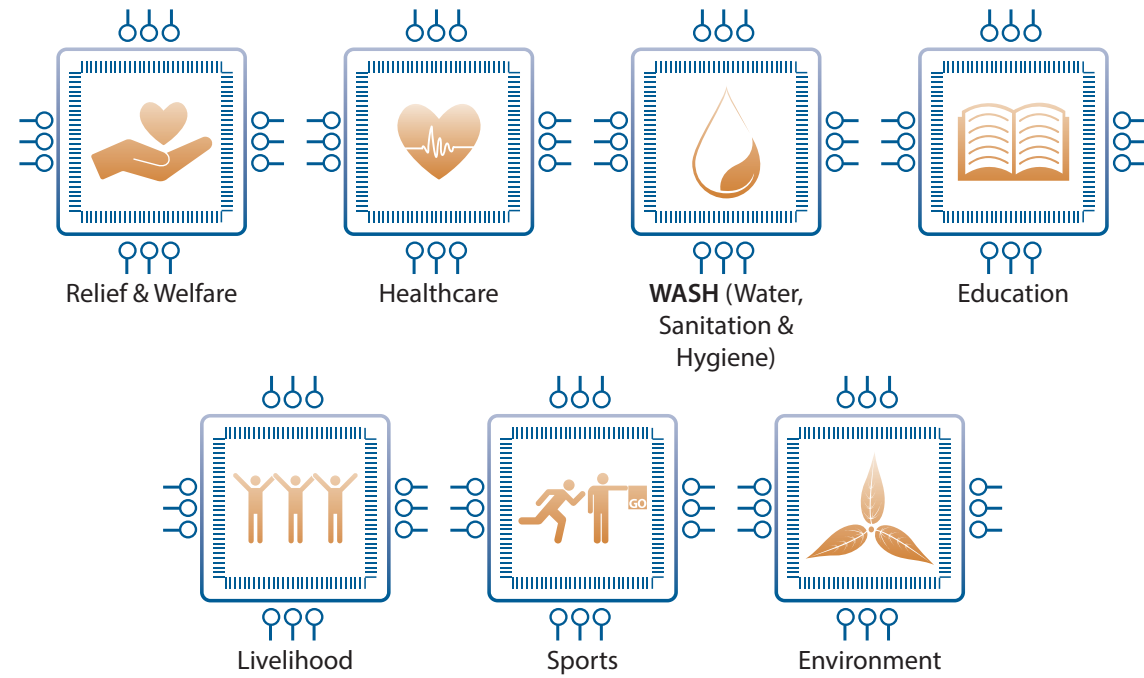 Relief & Welfare
Healthcare
WASH (Water,
Sanitation &
Hygiene)
Education
GO
Livelihood
Sports
Environment